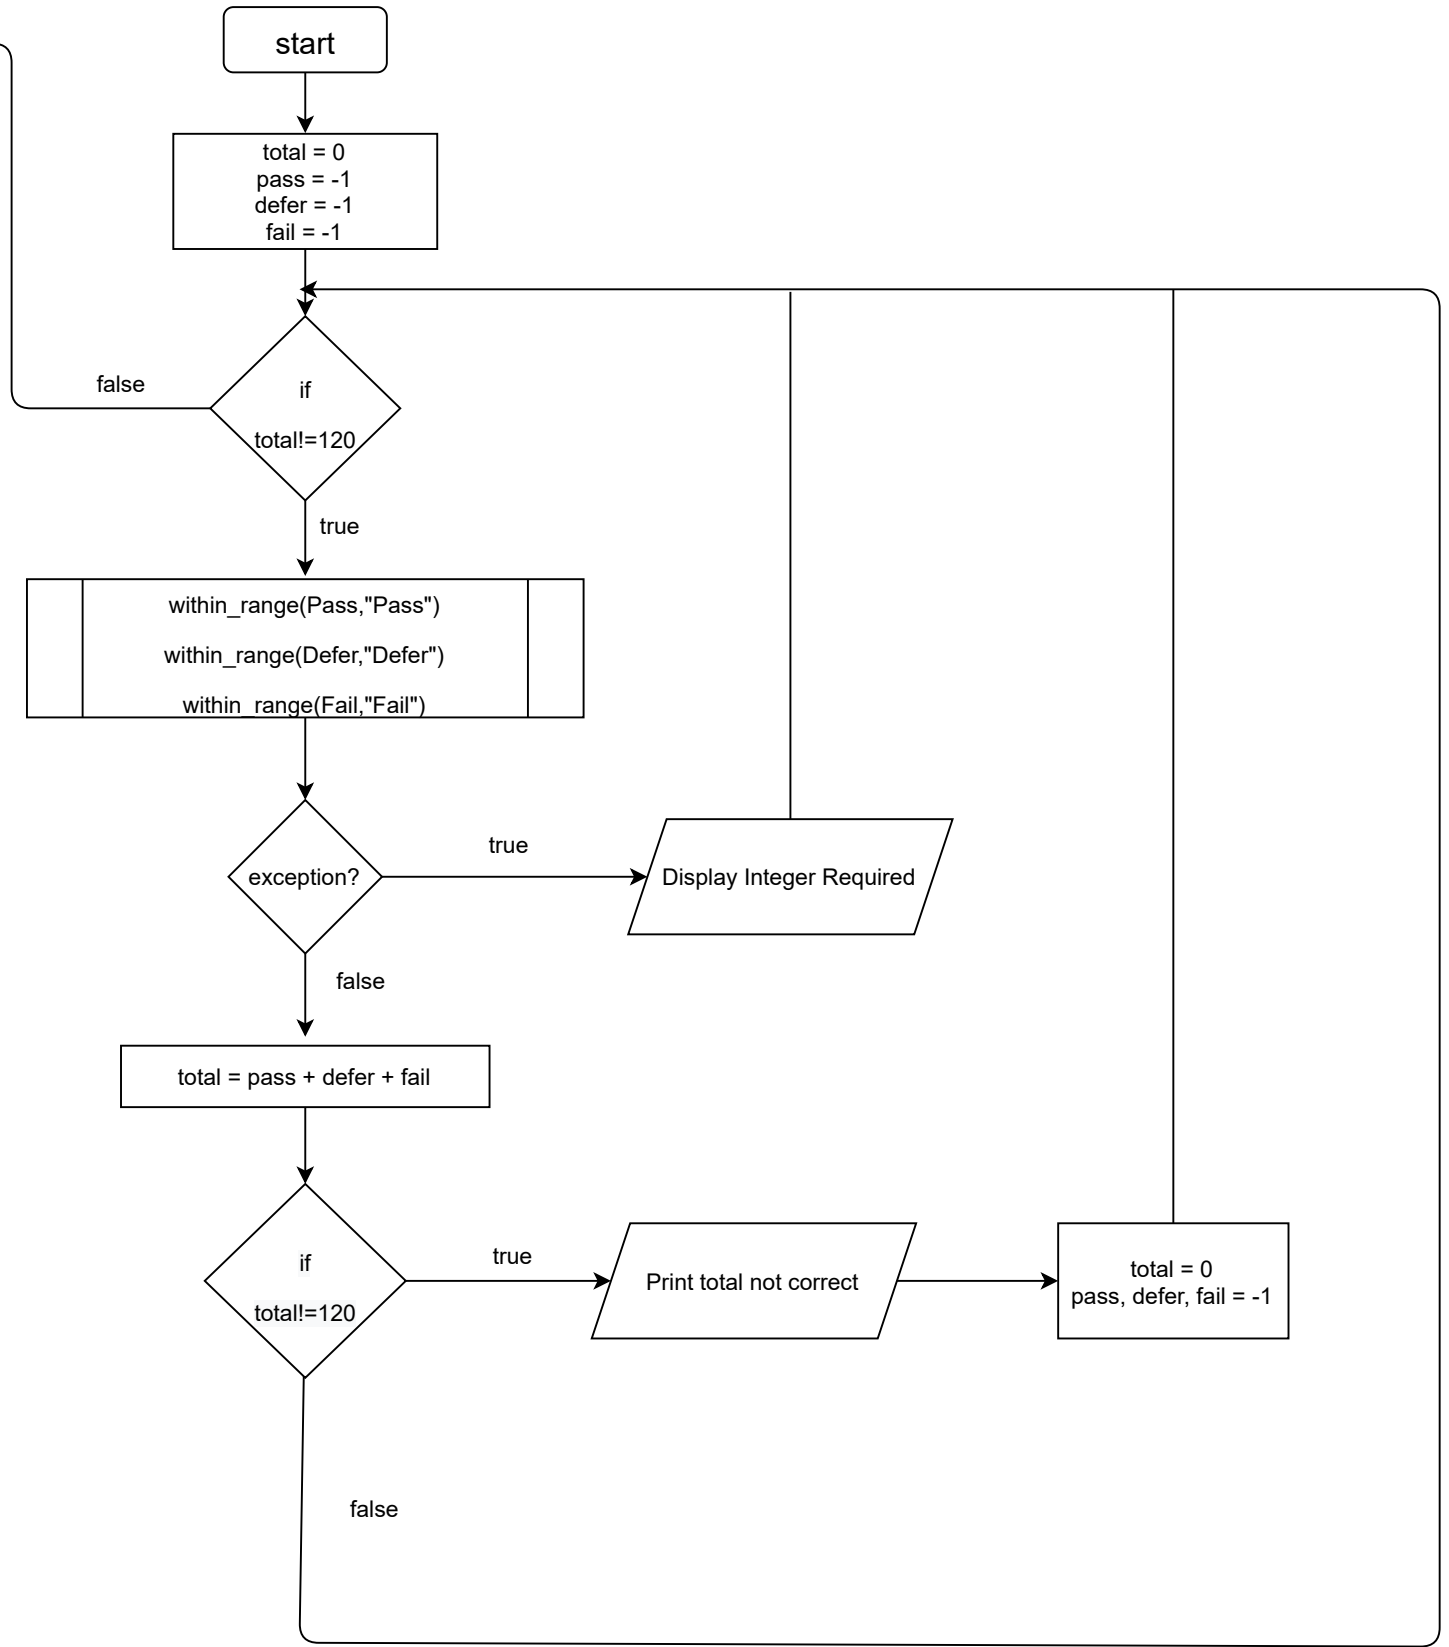 start
total = 0
pass = -1
defer = -1
fail = -1
false
if
total!=120
true
within_range(Pass,"Pass")
within_range(Defer,"Defer")
within_range(Fail,"Fail")
exception?
true
Display Integer Required
false
total = pass + defer + fail
if
total!=120
true
Print total not correct
total = 0
pass, defer, fail = -1
false